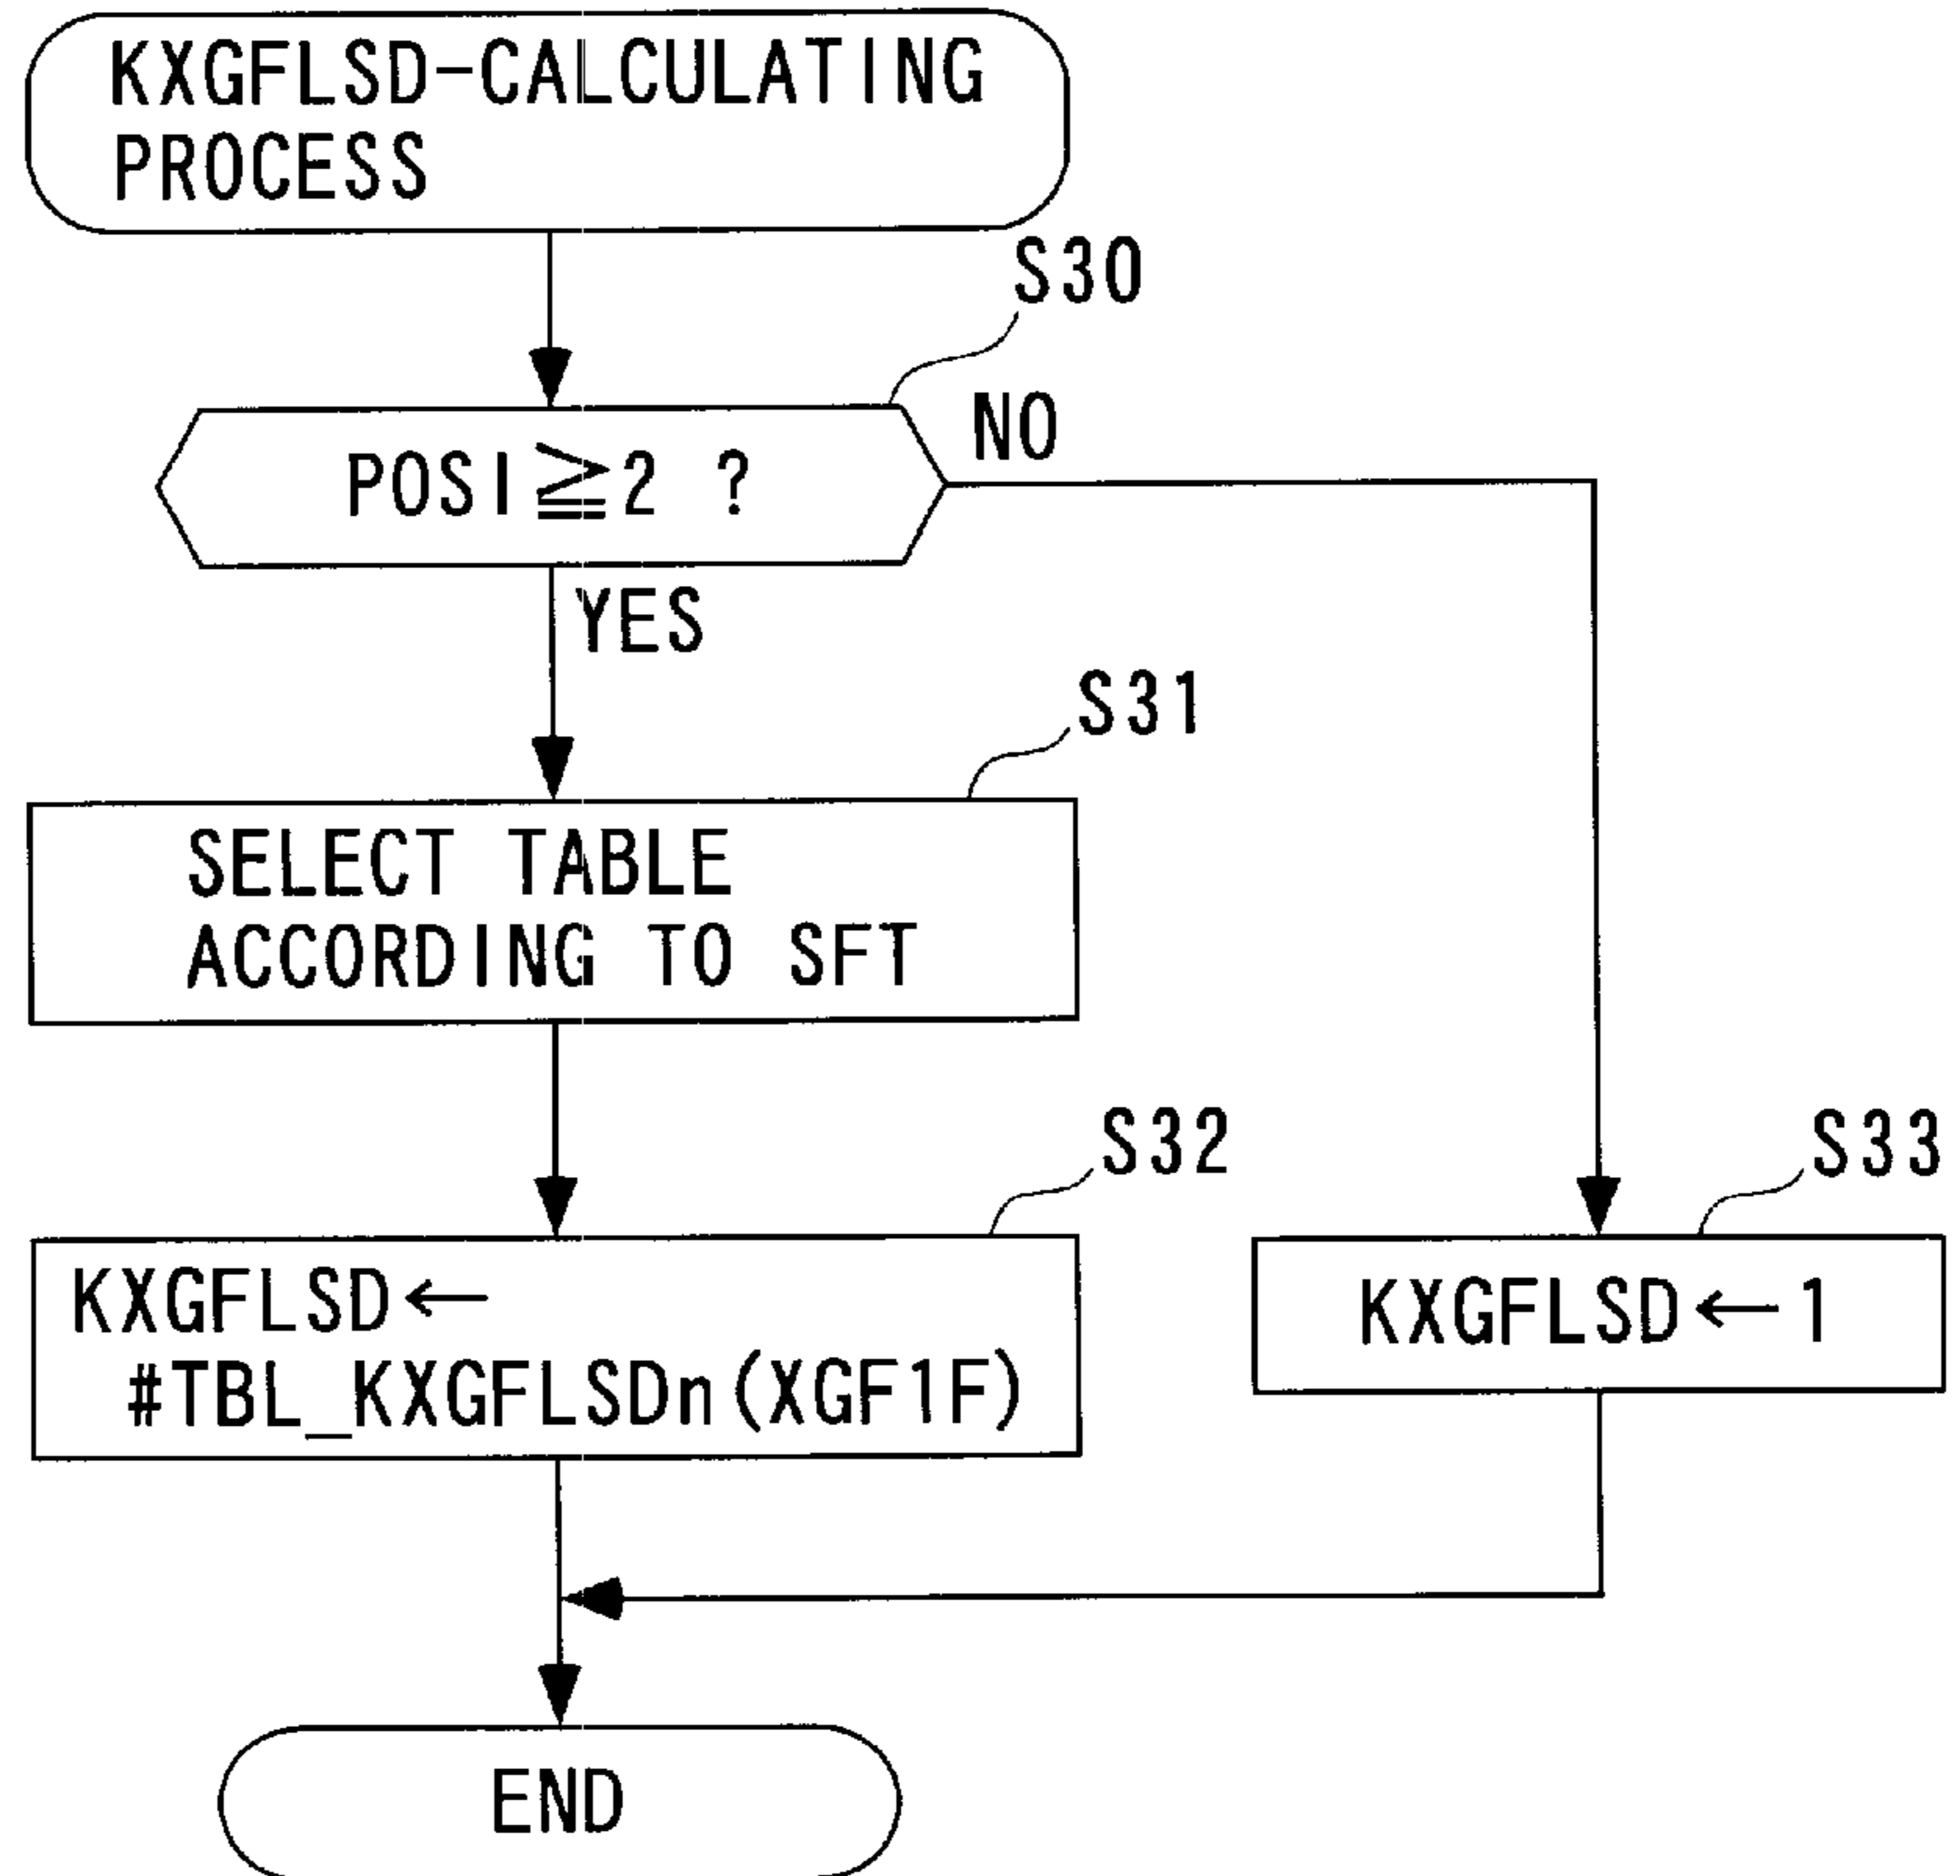 KXGFLSD-CALCULATING
PROCESS
S30
POSI≧2 ?
NO
YES
S31
SELECT TABLE
ACCORDING TO SFT
S32
KXGFLSD←
#TBL_KXGFLSDn(XGF1F)
S33
KXGFLSD←1
END